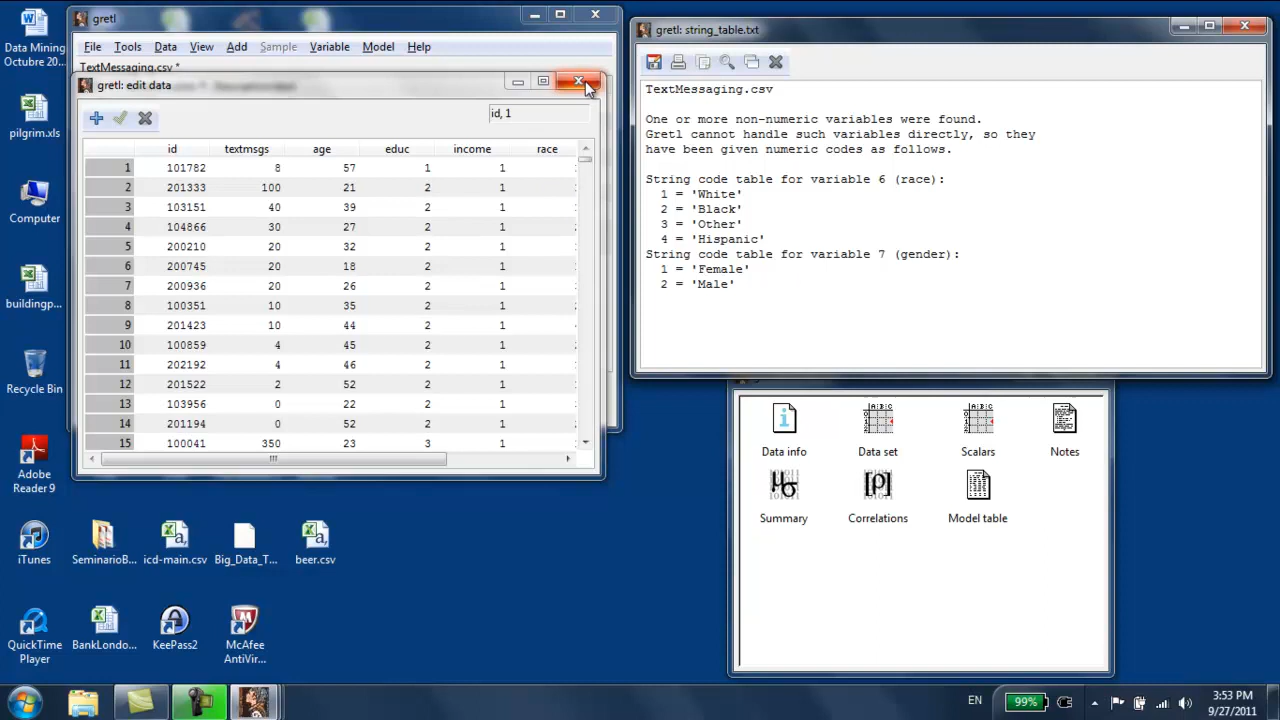 Data Mining
Octubre 20...
pilgrim.xls
Computer
buildingp...
Recycle Bin
Adobe
Reader 9
iTunes
SeminarioB...
icd-main.csv
Big_Data_T...
beer.csv
QuickTime
Player
BankLondo...
KeePass2
McAfee
AntiVir...
gretl
File Tools Data View Add Sample Variable Model Help
TextMessaging.csv *
gretl: edit data
id, 1
id textmsgs age educ income race
1 101782 8 57 1 1
2 201333 100 21 2 1
3 103151 40 39 2 1
4 104866 30 27 2 1
5 200210 20 32 2 1
6 200745 20 18 2 1
7 200936 20 26 2 1
8 100351 10 35 2 1
9 201423 10 44 2 1
10 100859 4 45 2 1
11 202192 4 46 2 1
12 201522 2 52 2 1
13 103956 0 22 2 1
14 201194 0 52 2 1
15 100041 350 23 3 1
gretl: string_table.txt
TextMessaging.csv
One or more non-numeric variables were found.
Gretl cannot handle such variables directly, so they
have been given numeric codes as follows.
String code table for variable 6 (race):
1 = 'White'
2 = 'Black'
3 = 'Other'
4 = 'Hispanic'
String code table for variable 7 (gender):
1 = 'Female'
2 = 'Male'
Data info
Data set
Scalars
Notes
Summary
Correlations
Model table
EN
99%
3:53 PM
9/27/2011